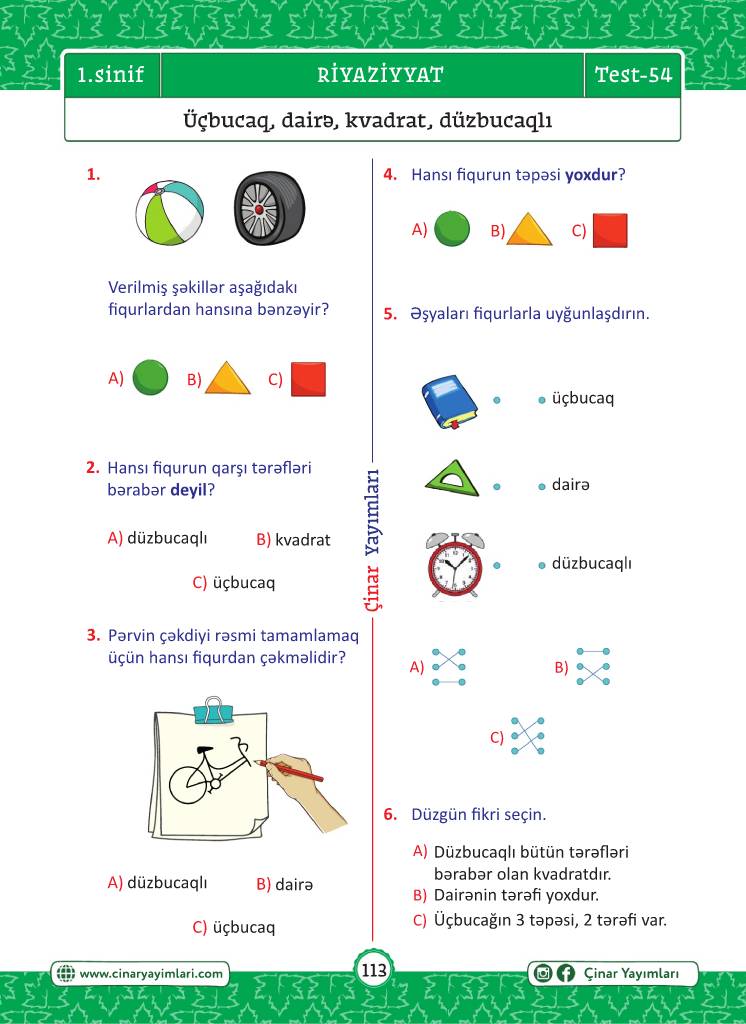 1.sinif
RİYAZİYYAT
Test-54
Üçbucaq, dairə, kvadrat, düzbucaqlı
1.
Verilmiş şəkillər aşağıdakı
fiqurlardan hansına bənzəyir?
A)
B)
C)
2. Hansı fiqurun qarşı tərəfləri
bərabər deyil?
A) düzbucaqlı
B) kvadrat
C) üçbucaq
3. Pərvin çəkdiyi rəsmi tamamlamaq
üçün hansı fiqurdan çəkməlidir?
A) düzbucaqlı
B) dairə
C) üçbucaq
Çinar Yayımları
4. Hansı fiqurun təpəsi yoxdur?
A)
B)
C)
5. Əşyaları fiqurlarla uyğunlaşdırın.
üçbucaq
dairə
düzbucaqlı
A)
B)
C)
6. Düzgün fikri seçin.
A) Düzbucaqlı bütün tərəfləri
bərabər olan kvadratdır.
B) Dairənin tərəfi yoxdur.
C) Üçbucağın 3 təpəsi, 2 tərəfi var.
www.cinaryayimlari.com
113
Çinar Yayımları